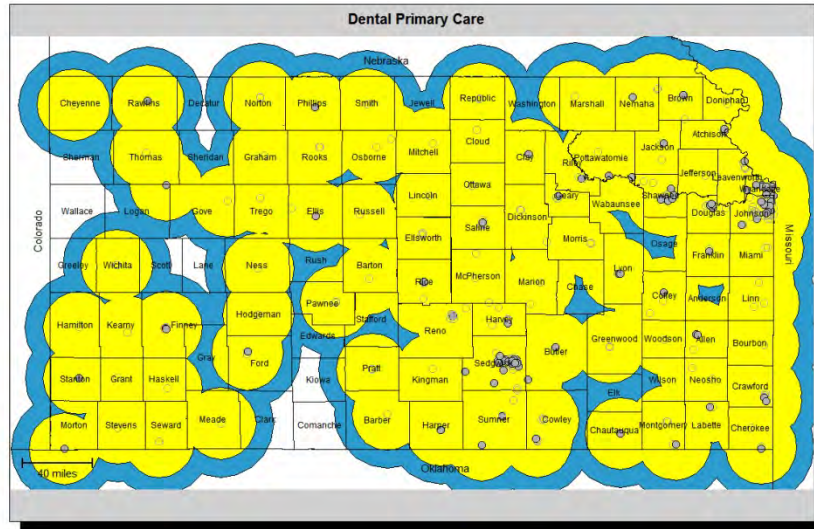 Dental Primary Care
Nebraska
Cheyenne Rawlins Decatur Norton Phillips Smith Jewell Republic Washington Marshall Nemaha Brown Doniphan
Atchison
Sherman Thomas Sheridan Graham Rooks Osborne Mitchell Cloud Clay Riley Pottawatomie Jackson
Jefferson Leavenworth
Lincoln Ottawa
Wallace Logan Gove Trego Ellis Russell Dickinson Geary Wabaunsee Shawnee Douglas Johnson
Colorado
Missouri
Ellsworth Saline Morris Osage
Greeley Wichita Scott Lane Ness Rush Barton Rice McPherson Marion Chase Lyon Franklin Miami
Hamilton Kearny Finney Hodgeman Pawnee Stafford Reno Harvey Coffey Anderson Linn
Edwards
Gray Ford Pratt Kingman Sedgwick Butler Greenwood Woodson Allen Bourbon
Stanton Grant Haskell Kiowa Elk Wilson Neosho Crawford
Morton Stevens Seward Meade Clark Comanche Barber Harper Sumner Cowley Chautauqua Montgomery Labette Cherokee
40 miles
Oklahoma